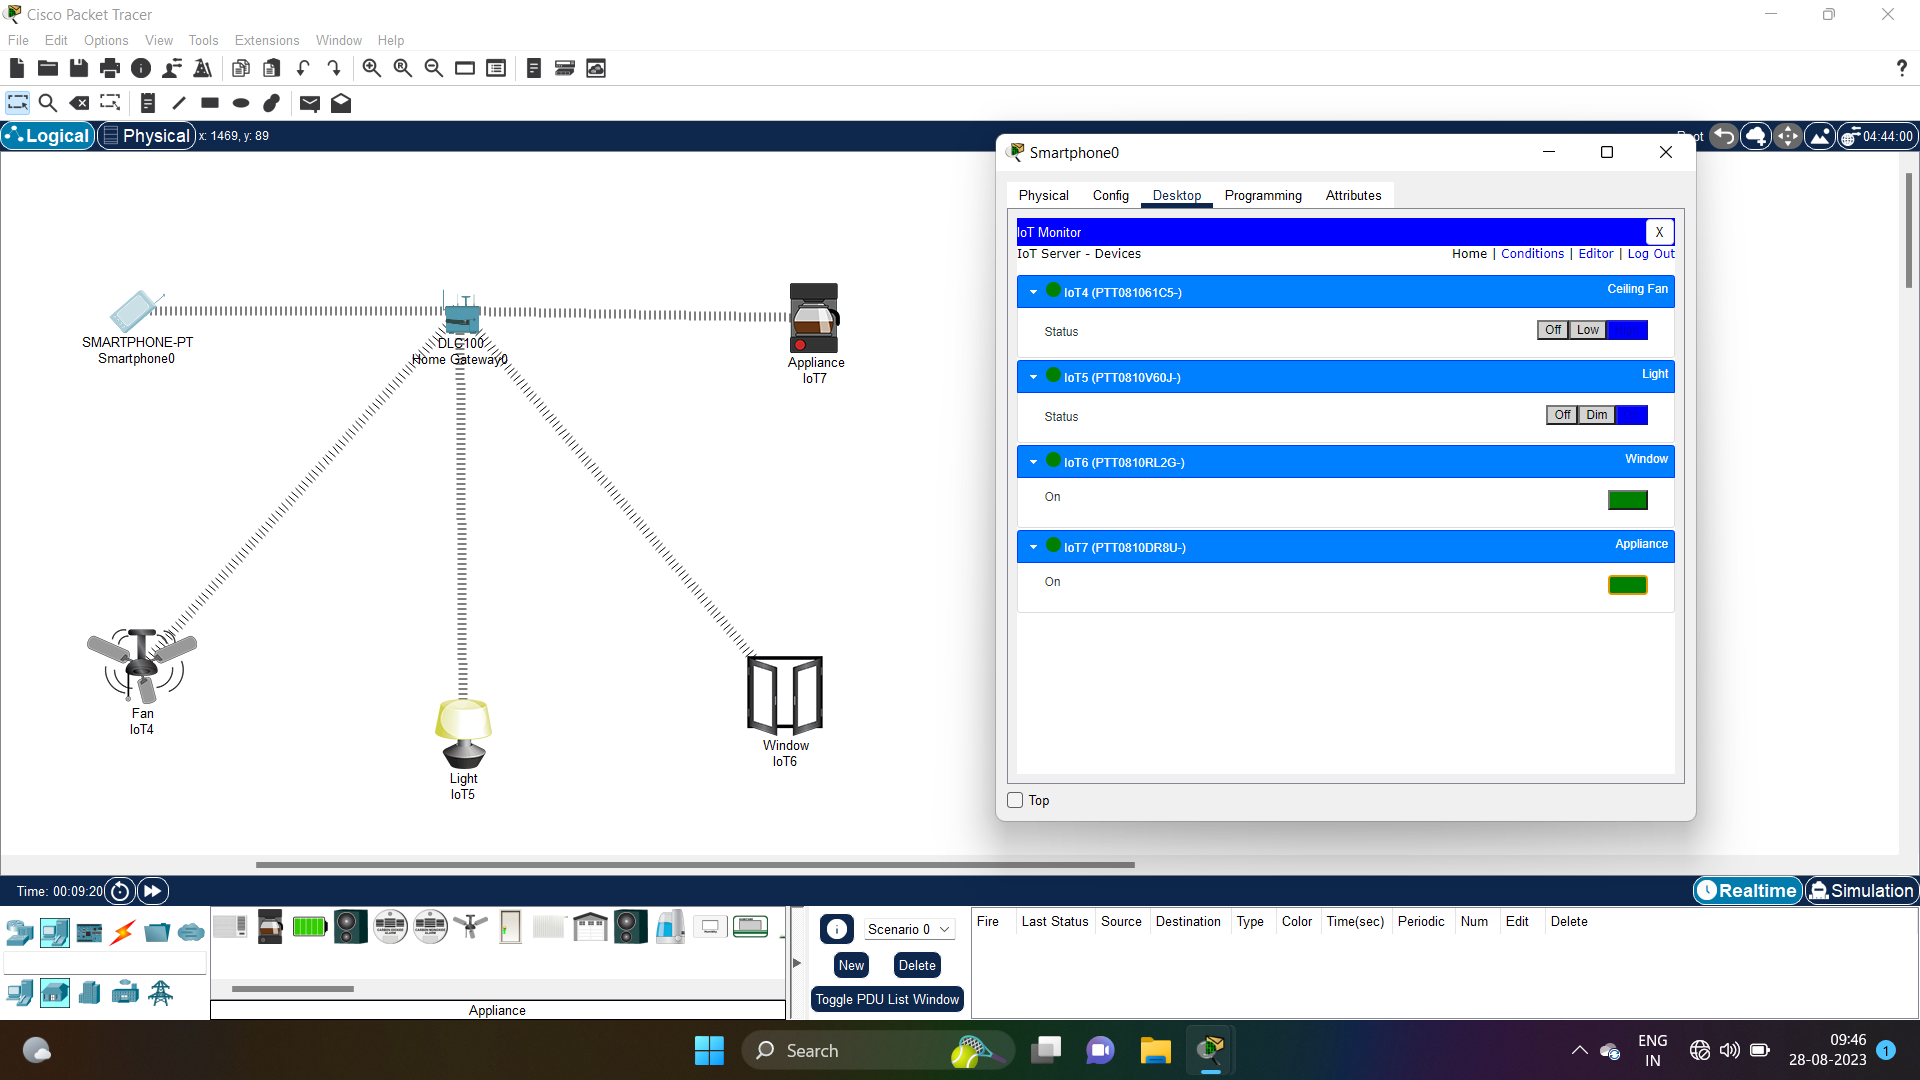 Cisco Packet Tracer
File Edit Options View Tools Extensions Window Help
?
Logical Physical x: 1469, y: 89
04:44:00
Smartphone0
Physical Config Desktop Programming Attributes
IoT Monitor X
IoT Server - Devices Home | Conditions | Editor | Log Out
IoT4 (PTT081061C5-) Ceiling Fan
Status Off Low
IoT5 (PTT0810V60J-) Light
Status Off Dim
IoT6 (PTT0810RL2G-) Window
On
IoT7 (PTT0810DR8U-) Appliance
On
Top
SMARTPHONE-PT
Smartphone0
DLC100
Home Gateway0
Appliance
IoT7
Fan
IoT4
Light
IoT5
Window
IoT6
Time: 00:09:20
Realtime Simulation
Scenario 0
New Delete
Toggle PDU List Window
Fire Last Status Source Destination Type Color Time(sec) Periodic Num Edit Delete
Appliance
Search
ENG
IN
09:46
28-08-2023
1